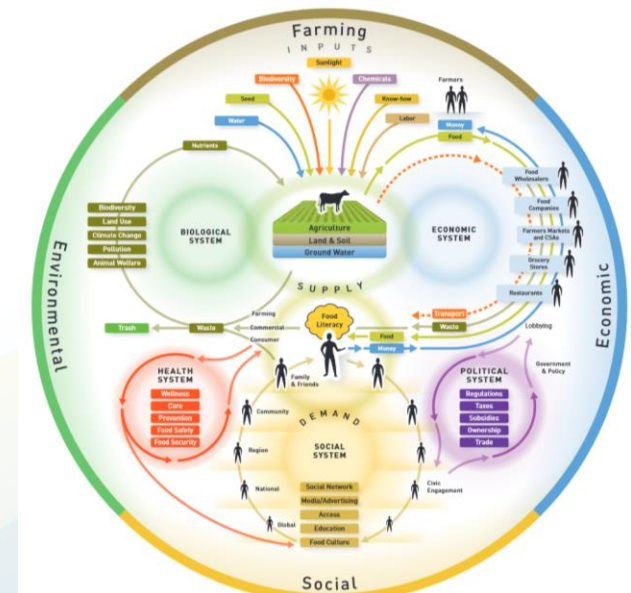 Farming
INPUTS
Sunlight
Biodiversity
Chemicals
Farmers
Seed
Know-how
Water
Labor
Money
Food
Nutrients
Food
Wholesalers
Food
Companies
Farmers Markets
and CSAs
Grocery
Stores
Restaurants
Biodiversity
Land Use
Climate Change
Pollution
Animal Welfare
BIOLOGICAL
SYSTEM
Agriculture
Land & Soil
Ground Water
ECONOMIC
SYSTEM
Environmental
Economic
SUPPLY
Food
Literacy
Farming
Commercial
Consumer
Trash
Waste
Transport
Waste
Food
Money
Lobbying
Government
& Policy
HEALTH
SYSTEM
Wellness
Care
Prevention
Food Safety
Food Security
POLITICAL
SYSTEM
Regulations
Taxes
Subsidies
Ownership
Trade
Family
& Friends
Community
Region
National
Global
DEMAND
SOCIAL
SYSTEM
Social Network
Media/Advertising
Access
Education
Food Culture
Civic
Engagement
Social